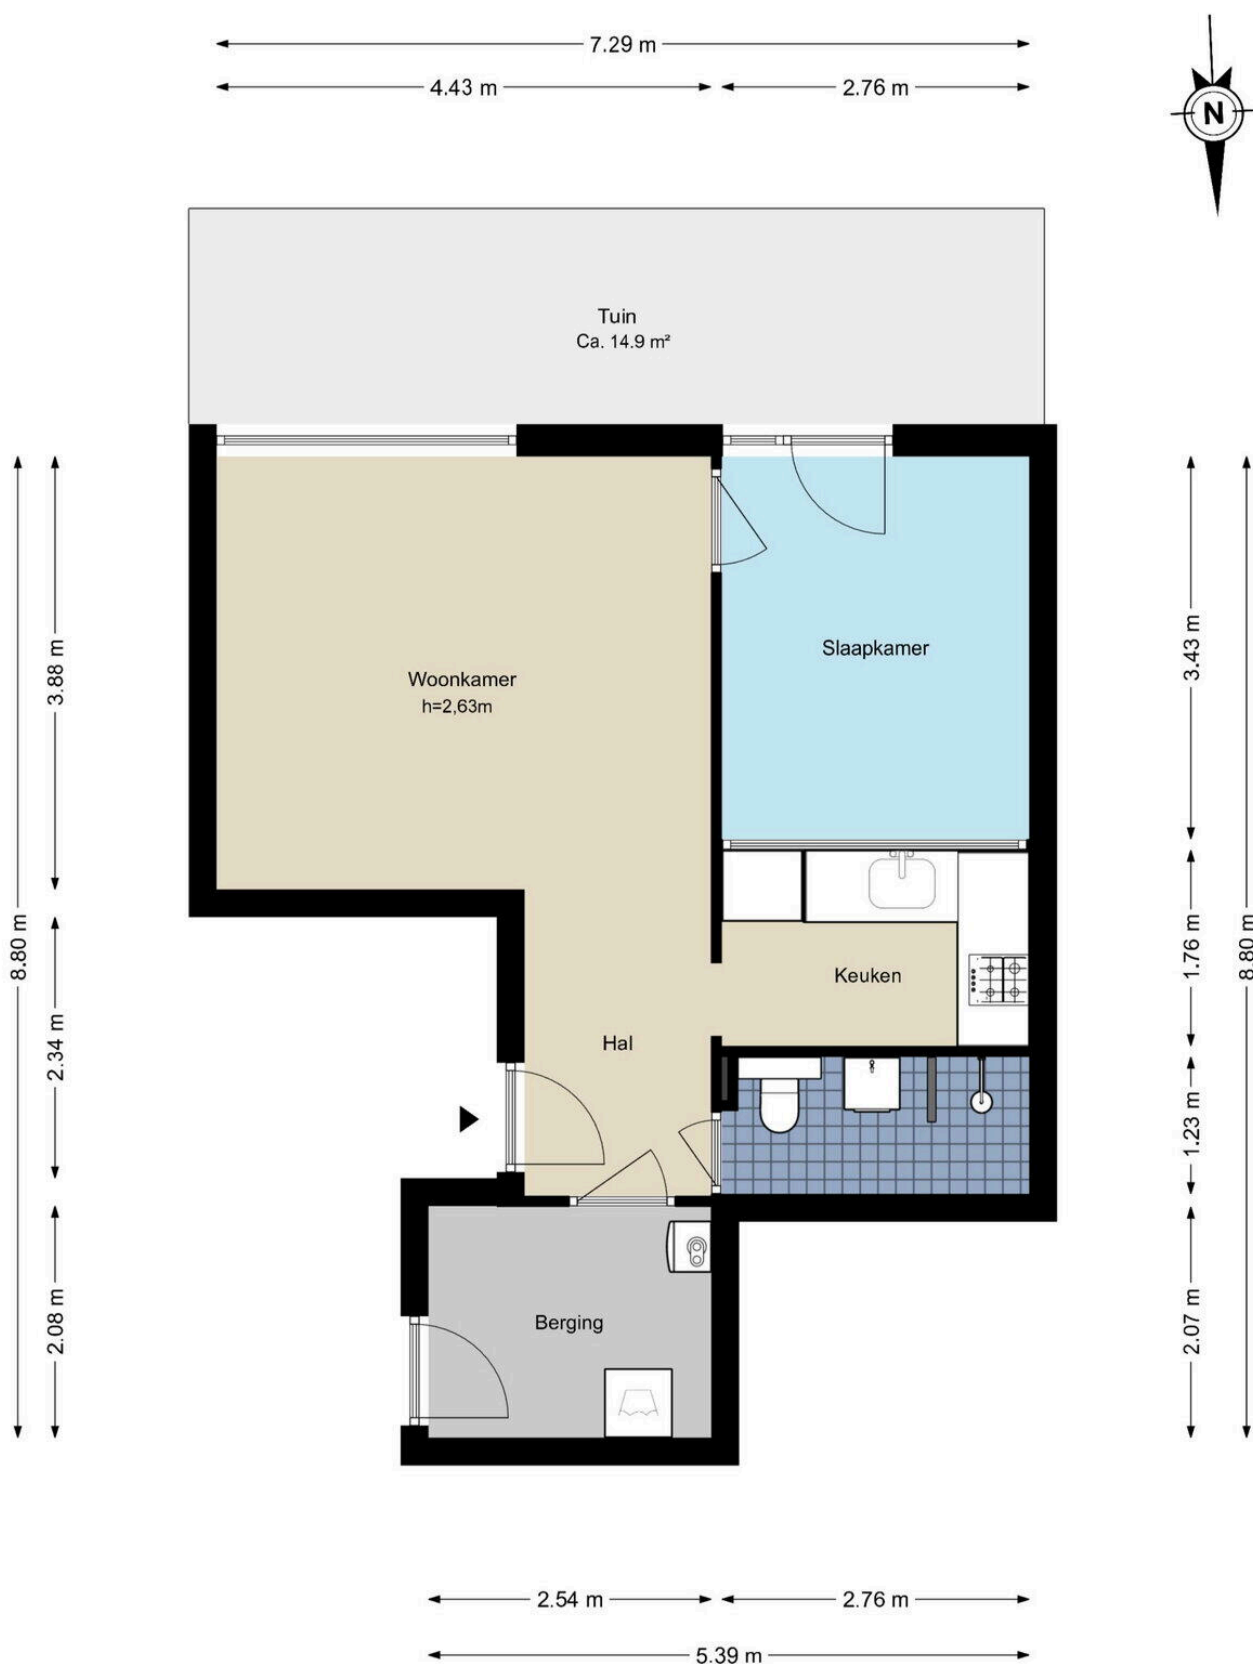 7.29 m
4.43 m
2.76 m
N
Tuin
Ca. 14.9 m²
Woonkamer
h=2,63m
Slaapkamer
Keuken
Hal
Berging
8.80 m
3.88 m
2.34 m
2.08 m
3.43 m
1.76 m
1.23 m
2.07 m
8.80 m
2.54 m
2.76 m
5.39 m